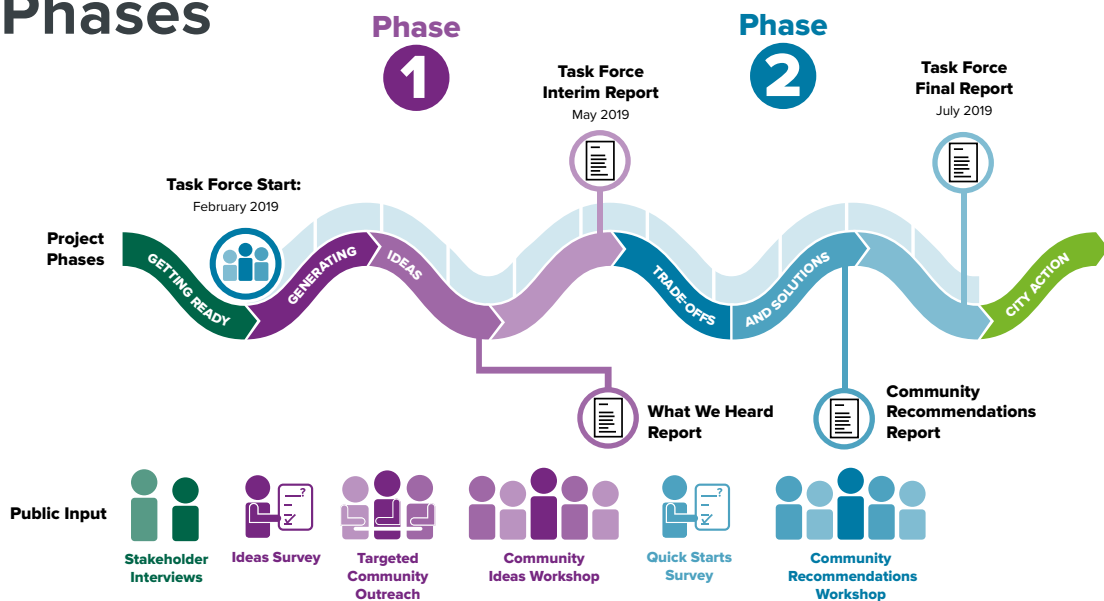 Phases
Phase
1
Phase
2
Task Force
Interim Report
May 2019
Task Force
Final Report
July 2019
Task Force Start:
February 2019
Project
Phases
GETTING READY
GENERATING
IDEAS
TRADE-OFFS
AND SOLUTIONS
CITY ACTION
What We Heard
Report
Community
Recommendations
Report
Public Input
?
?
Stakeholder
Interviews
Ideas Survey
Targeted
Community
Outreach
Community
Ideas Workshop
Quick Starts
Survey
Community
Recommendations
Workshop